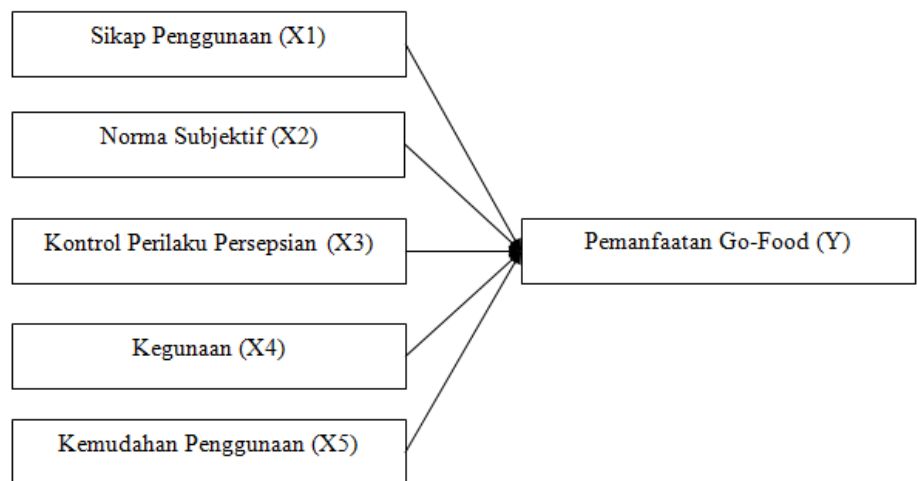 Sikap Penggunaan (X1)
Norma Subjektif (X2)
Kontrol Perilaku Persepsian (X3)
Pemanfaatan Go-Food (Y)
Kegunaan (X4)
Kemudahan Penggunaan (X5)